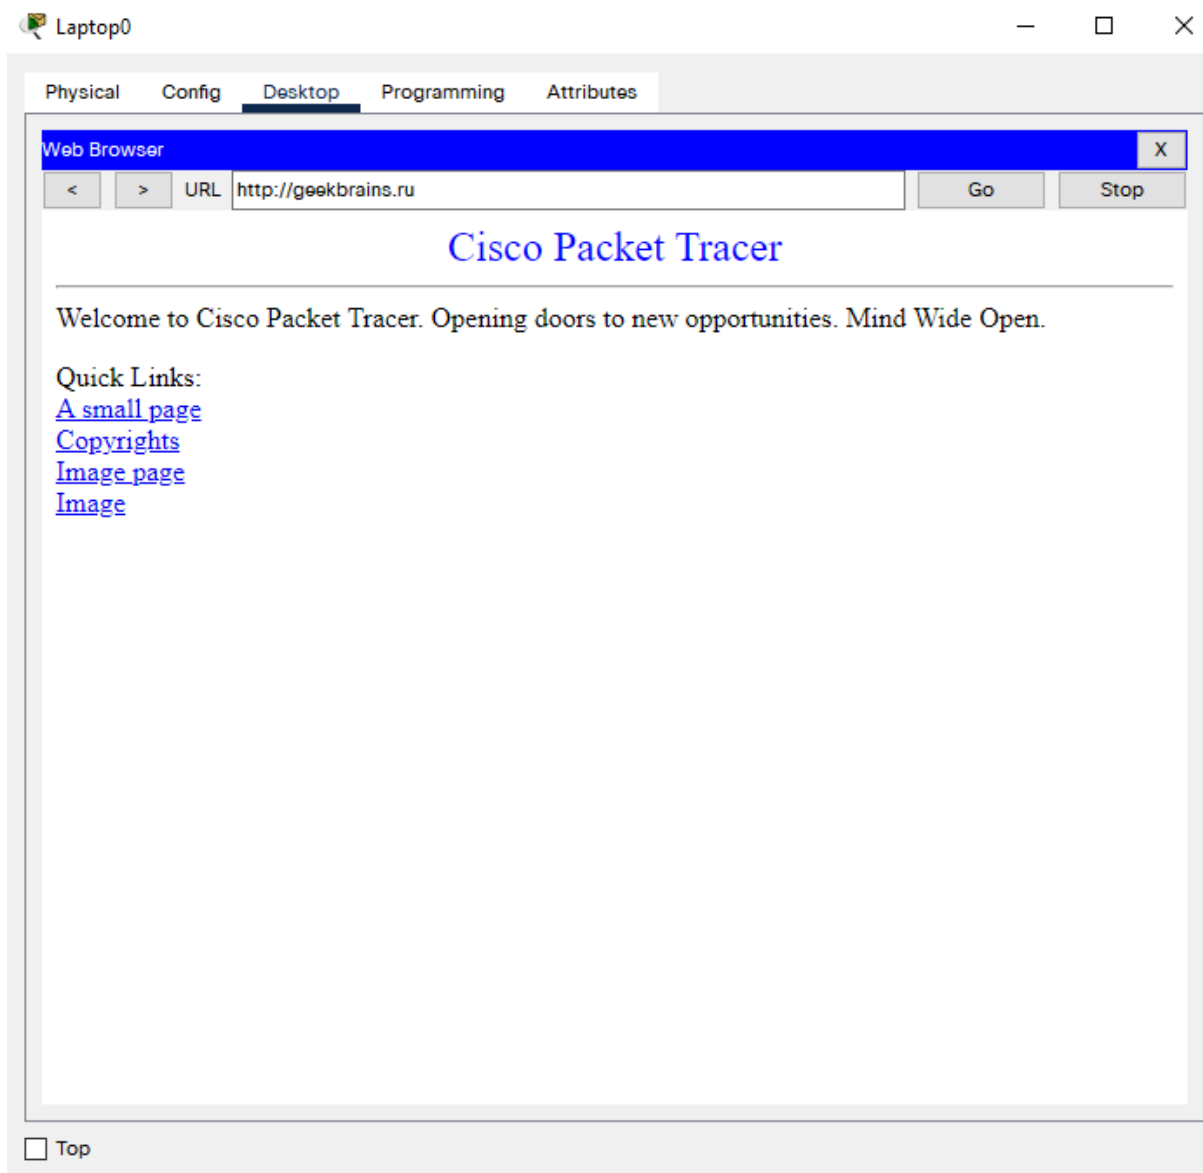 Laptop0
Physical Config Desktop Programming Attributes
Web Browser X
< > URL http://geekbrains.ru Go Stop
Cisco Packet Tracer
Welcome to Cisco Packet Tracer. Opening doors to new opportunities. Mind Wide Open.
Quick Links:
A small page
Copyrights
Image page
Image
Top